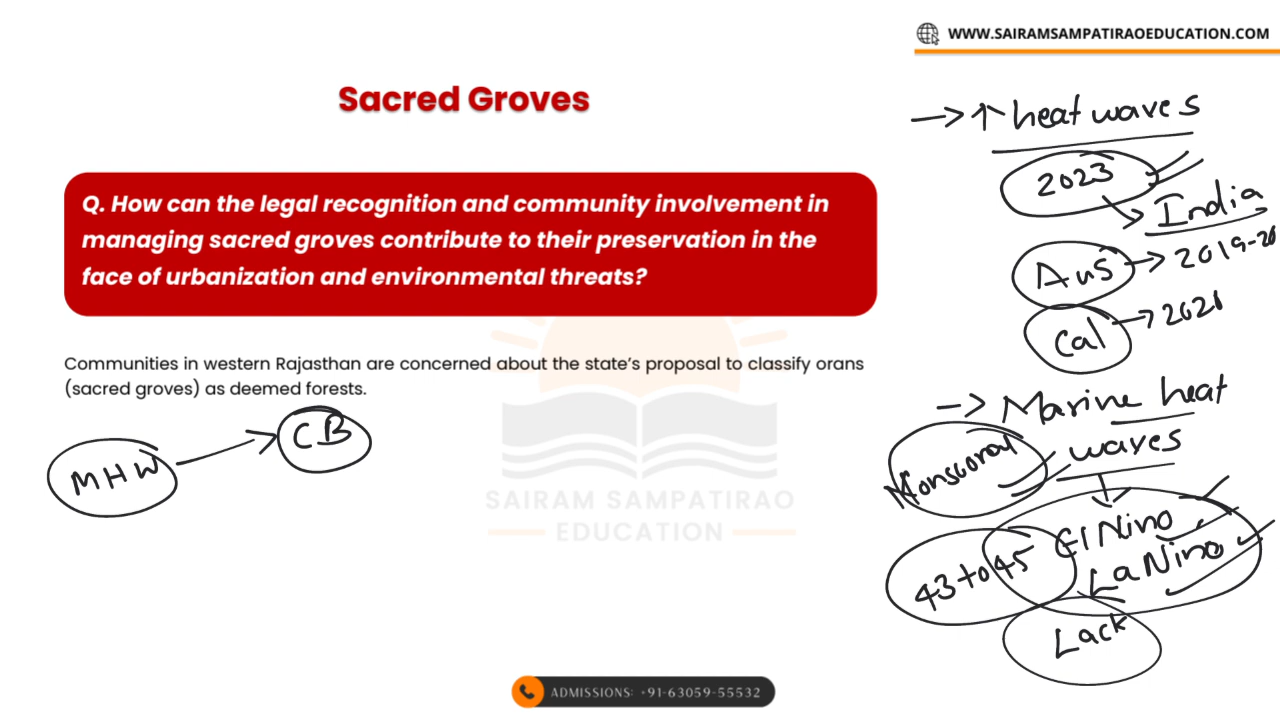 WWW.SAIRAMSAMPATIRAOEDUCATION.COM
Sacred Groves
Q. How can the legal recognition and community involvement in
managing sacred groves contribute to their preservation in the
face of urbanization and environmental threats?
Communities in western Rajasthan are concerned about the state's proposal to classify orans
(sacred groves) as deemed forests.
MHW → CB
SAIRAM SAMPATIRAO
EDUCATION
→ ↑ heat waves
2023
→ India
Aus → 2019-20
Cal → 2021
→ Marine heat
waves
El Nino
La Nino
43 to 45
Lack
ADMISSIONS: +91-63059-55532